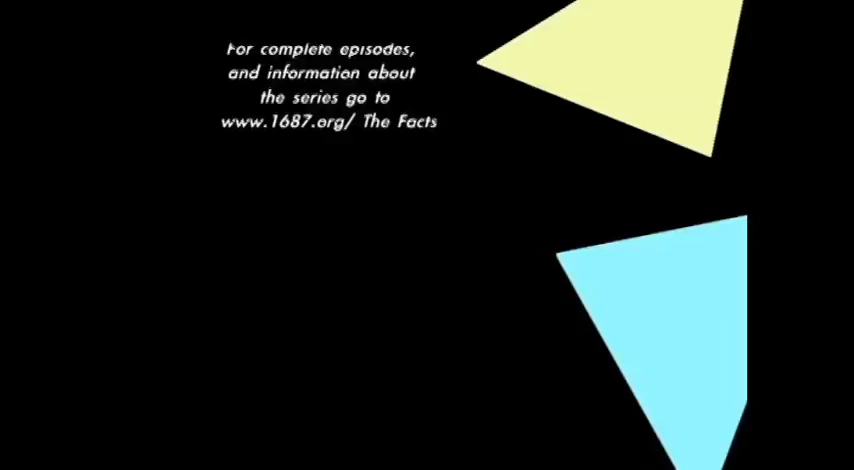 For complete episodes,
and information about
the series go to
www.1687.org/ The Facts